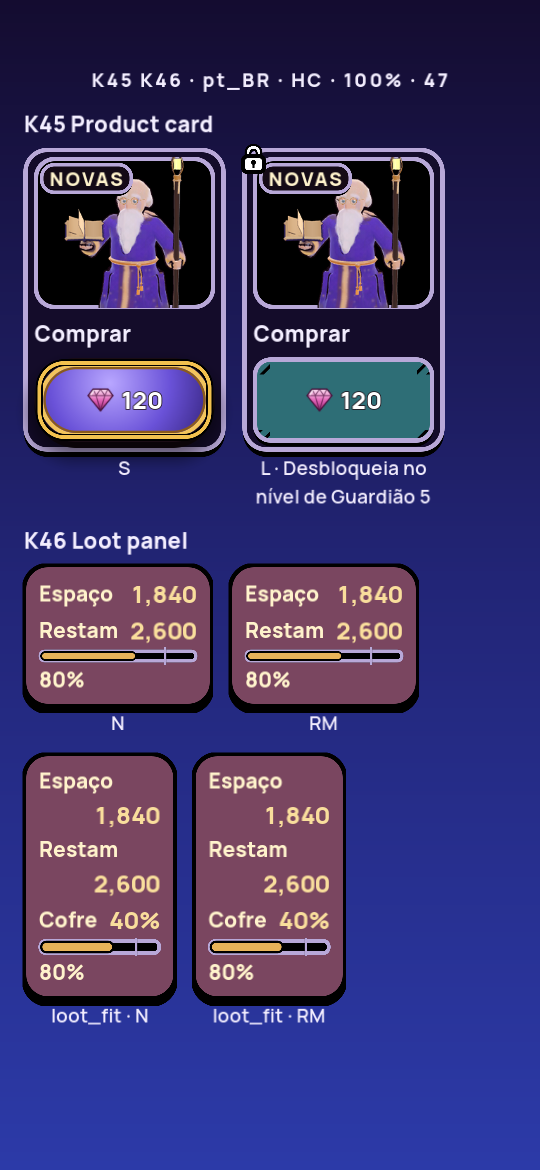 K45 K46 · pt_BR · HC · 100% · 47
K45 Product card
NOVAS
NOVAS
Comprar
Comprar
120
120
S
L · Desbloqueia no
nível de Guardião 5
K46 Loot panel
Espaço 1,840
Restam 2,600
80%
N
Espaço 1,840
Restam 2,600
80%
RM
Espaço
1,840
Restam
2,600
Cofre 40%
80%
loot_fit · N
Espaço
1,840
Restam
2,600
Cofre 40%
80%
loot_fit · RM